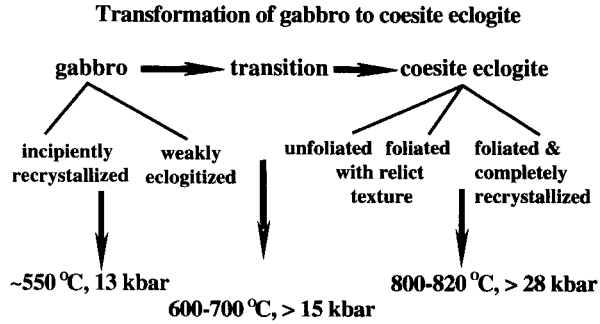 Transformation of gabbro to coesite eclogite
gabbro transition coesite eclogite
incipiently
recrystallized
weakly
eclogitized
unfoliated foliated
with relict
texture
foliated &
completely
recrystallized
~550 °C, 13 kbar
600-700 °C, > 15 kbar
800-820 °C, > 28 kbar